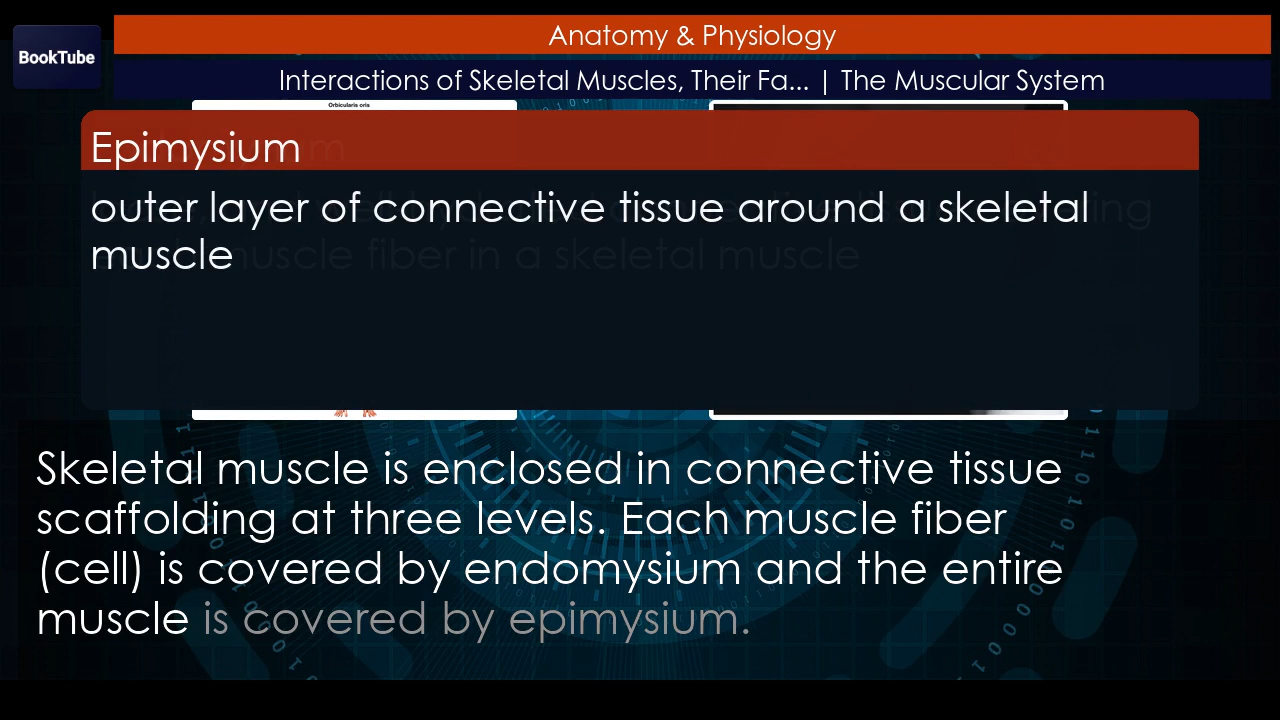 Anatomy & Physiology
BookTube
Interactions of Skeletal Muscles, Their Fa... | The Muscular System
Orbicularis oris
Epimysium
outer layer of connective tissue around a skeletal
muscle
Skeletal muscle is enclosed in connective tissue
scaffolding at three levels. Each muscle fiber
(cell) is covered by endomysium and the entire
muscle is covered by epimysium.